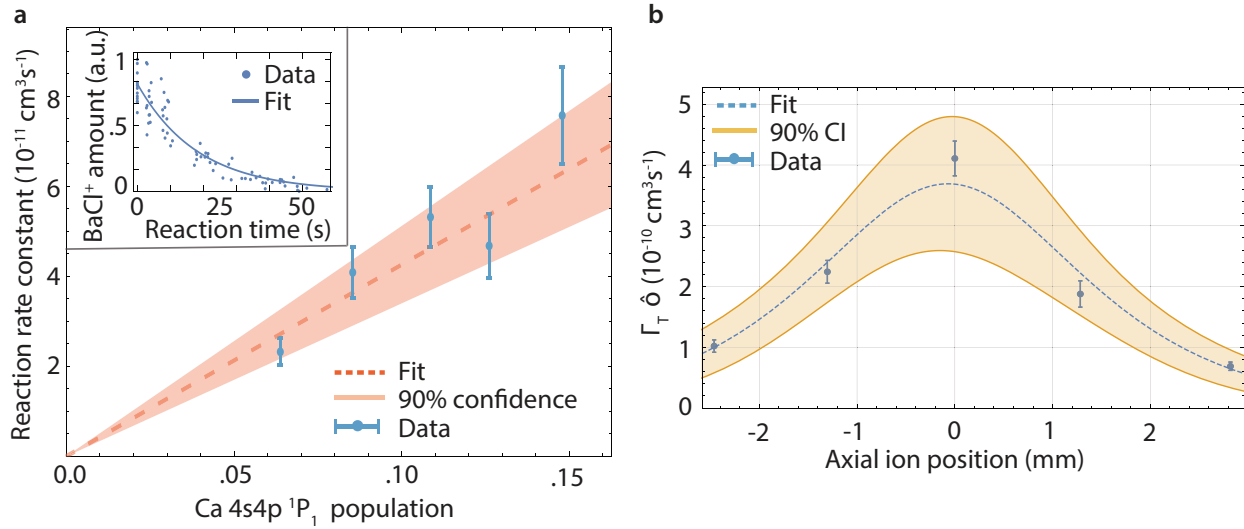 a
Reaction rate constant (10⁻¹¹ cm³s⁻¹)
8
6
4
2
0.0
.05
.10
.15
Ca 4s4p ¹P₁ population
BaCl⁺ amount (a.u.)
1
.5
0
0
25
50
Reaction time (s)
Data
Fit
Fit
90% confidence
Data
b
Γ_T ô (10⁻¹⁰ cm³s⁻¹)
5
4
3
2
1
0
-2
-1
0
1
2
Axial ion position (mm)
Fit
90% CI
Data